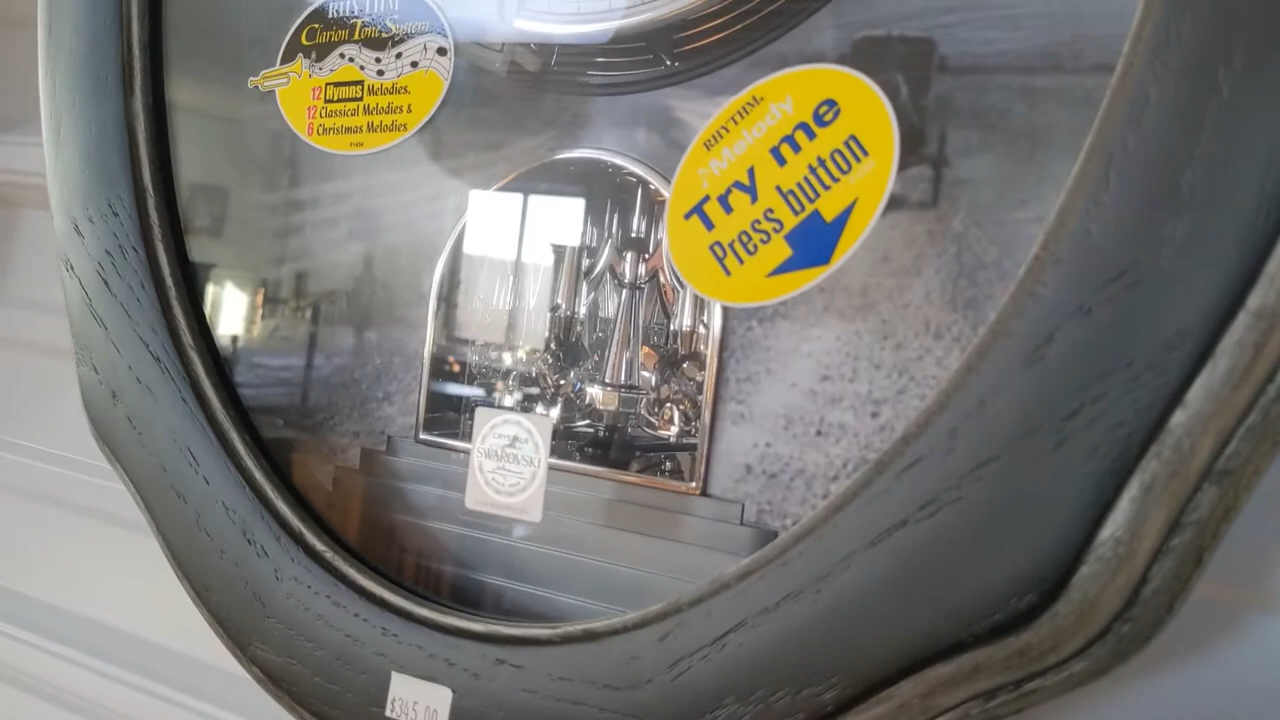 RHYTHM
Clarion Tone System
12 Hymns Melodies,
12 Classical Melodies &
6 Christmas Melodies
RHYTHM.
Melody
Try me
Press button
CRYSTALS
SWAROVSKI
$345.00